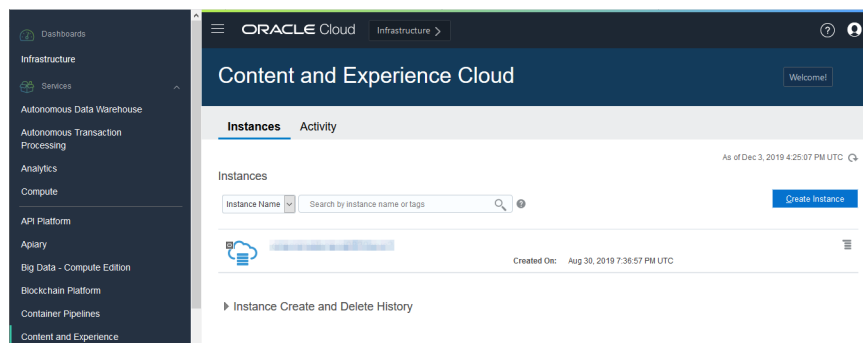 Dashboards
Infrastructure
Services
Autonomous Data Warehouse
Autonomous Transaction
Processing
Analytics
Compute
API Platform
Apiary
Big Data - Compute Edition
Blockchain Platform
Container Pipelines
Content and Experience
ORACLE Cloud Infrastructure >
Content and Experience Cloud Welcome!
Instances Activity
As of Dec 3, 2019 4:25:07 PM UTC
Instances
Instance Name Search by instance name or tags Create Instance
Created On: Aug 30, 2019 7:36:57 PM UTC
Instance Create and Delete History